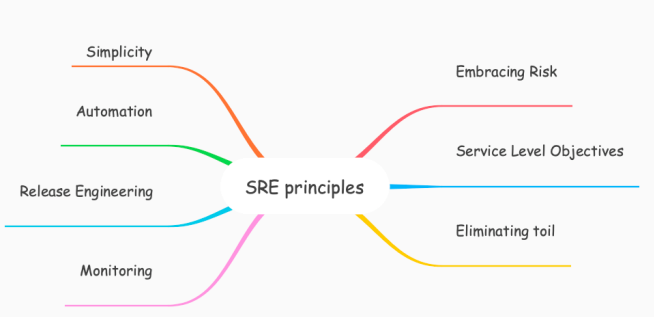 Simplicity
Automation
Release Engineering
Monitoring
SRE principles
Embracing Risk
Service Level Objectives
Eliminating toil